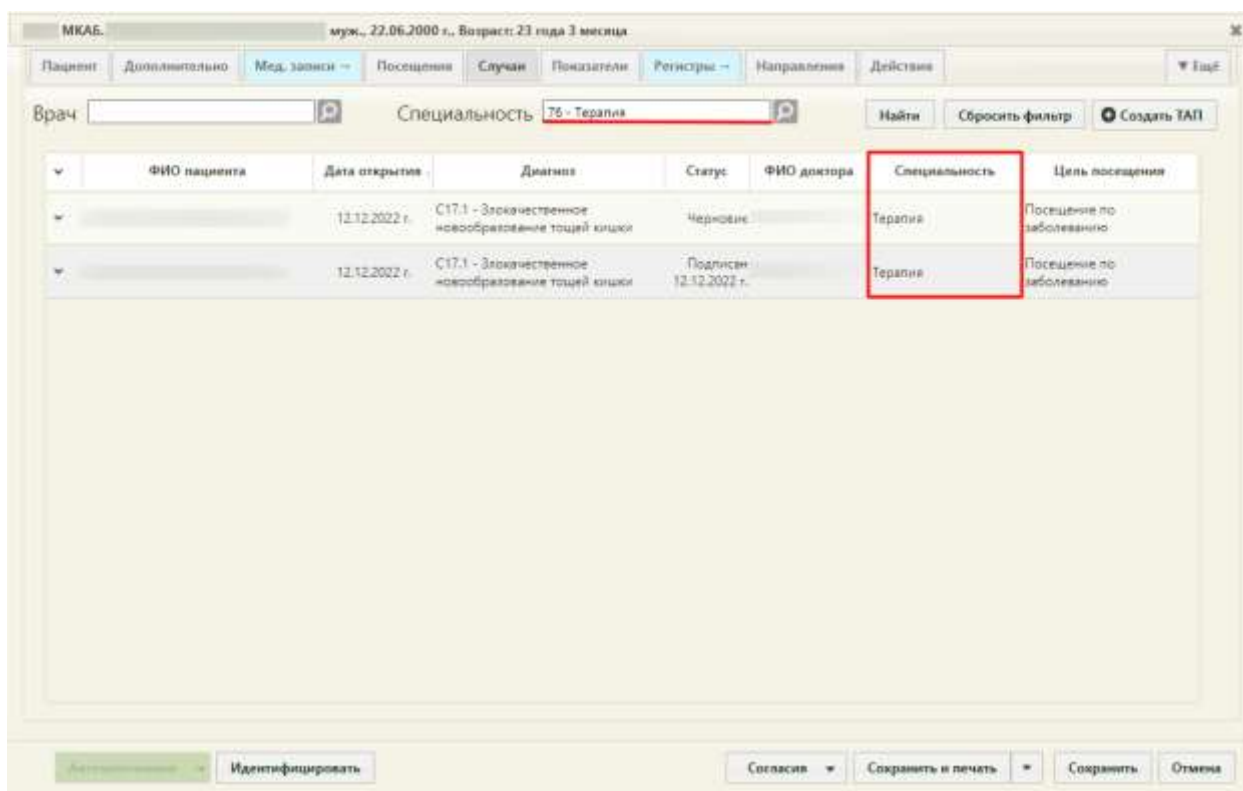 МКАБ. муж., 22.06.2000 г., Возраст: 23 года 3 месяца
Пациент Дополнительно Мед. записи Посещения Случаи Показатели Регистры Направления Действия ▼ Ещё
Врач Специальность 76 - Терапия Найти Сбросить фильтр Создать ТАП
ФИО пациента Дата открытия Диагноз Статус ФИО доктора Специальность Цель посещения
12.12.2022 г. C17.1 - Злокачественное новообразование тощей кишки Черновик Терапия Посещение по заболеванию
12.12.2022 г. C17.1 - Злокачественное новообразование тощей кишки Подписан 12.12.2022 г. Терапия Посещение по заболеванию
Идентифицировать Согласия Сохранить и печать Сохранить Отмена